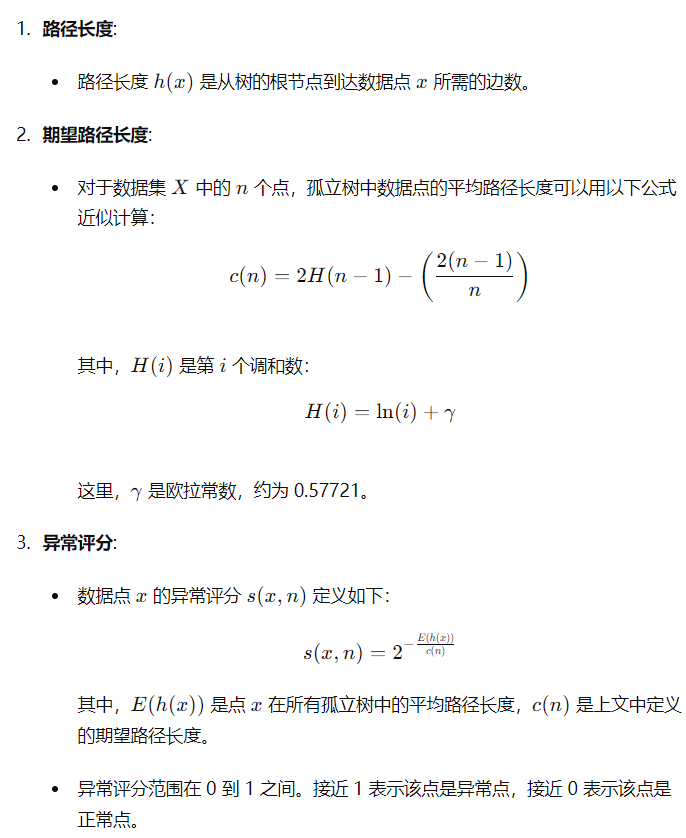 1. 路径长度:
• 路径长度 h(x) 是从树的根节点到达数据点 x 所需的边数。
2. 期望路径长度:
• 对于数据集 X 中的 n 个点，孤立树中数据点的平均路径长度可以用以下公式
近似计算：
c(n) = 2H(n − 1) − (2(n − 1)/n)
其中，H(i) 是第 i 个调和数：
H(i) = ln(i) + γ
这里，γ 是欧拉常数，约为 0.57721。
3. 异常评分:
• 数据点 x 的异常评分 s(x, n) 定义如下：
s(x, n) = 2^{−E(h(x))/c(n)}
其中，E(h(x)) 是点 x 在所有孤立树中的平均路径长度，c(n) 是上文中定义
的期望路径长度。
• 异常评分范围在 0 到 1 之间。接近 1 表示该点是异常点，接近 0 表示该点是
正常点。